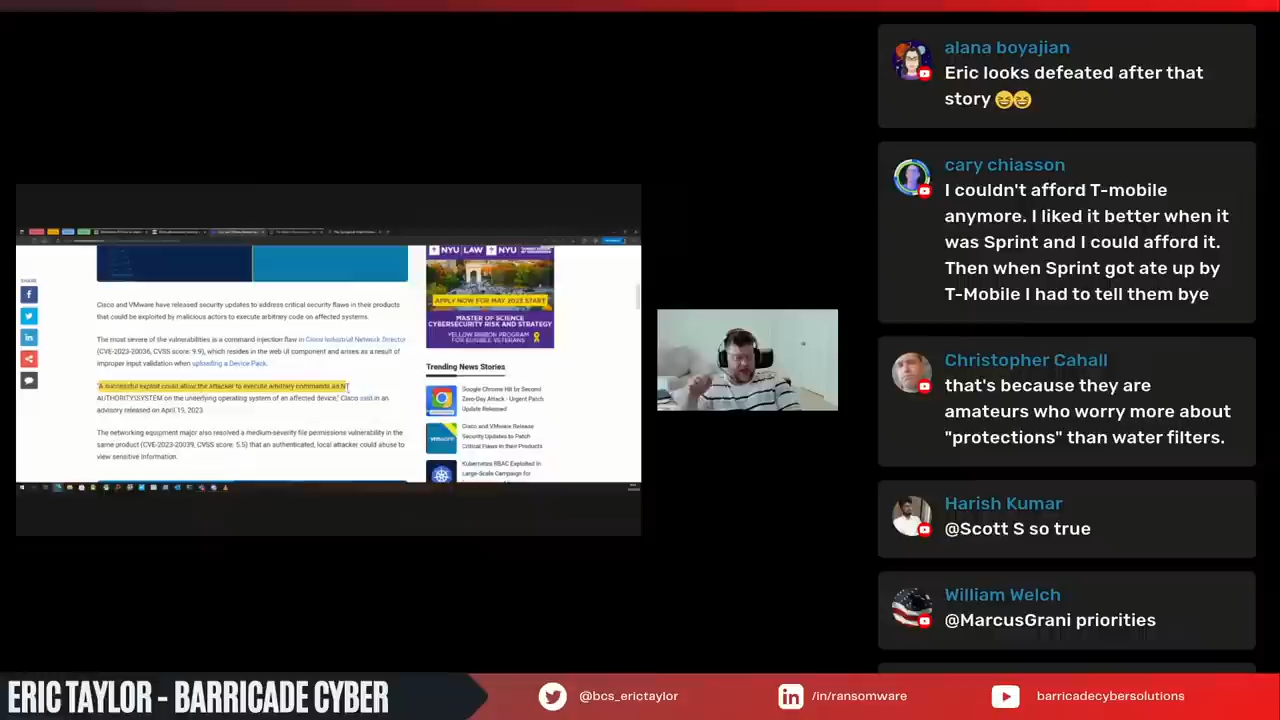 SHARE
Cisco and VMware have released security updates to address critical security flaws in their products
that could be exploited by malicious actors to execute arbitrary code on affected systems.
The most severe of the vulnerabilities is a command injection flaw in Cisco Industrial Network Director
(CVE-2023-20036, CVSS score: 9.9), which resides in the web UI component and arises as a result of
improper input validation when uploading a Device Pack.
"A successful exploit could allow the attacker to execute arbitrary commands as NT
AUTHORITY\SYSTEM on the underlying operating system of an affected device," Cisco said in an
advisory released on April 19, 2023.
The networking equipment major also resolved a medium-severity file permissions vulnerability in the
same product (CVE-2023-20039, CVSS score: 5.5) that an authenticated, local attacker could abuse to
view sensitive information.
NYU LAW NYU
APPLY NOW FOR MAY 2023 START
MASTER OF SCIENCE
CYBERSECURITY RISK AND STRATEGY
YELLOW RIBBON PROGRAM
FOR ELIGIBLE VETERANS
Trending News Stories
Google Chrome Hit by Second
Zero-Day Attack - Urgent Patch
Update Released
vmware
Cisco and VMware Release
Security Updates to Patch
Critical Flaws in their Products
Kubernetes RBAC Exploited in
Large-Scale Campaign for
alana boyajian
Eric looks defeated after that
story 😆😆
cary chiasson
I couldn't afford T-mobile
anymore. I liked it better when it
was Sprint and I could afford it.
Then when Sprint got ate up by
T-Mobile I had to tell them bye
Christopher Cahall
that's because they are
amateurs who worry more about
"protections" than water filters.
Harish Kumar
@Scott S so true
William Welch
@MarcusGrani priorities
ERIC TAYLOR - BARRICADE CYBER
@bcs_erictaylor
/in/ransomware
barricadecybersolutions